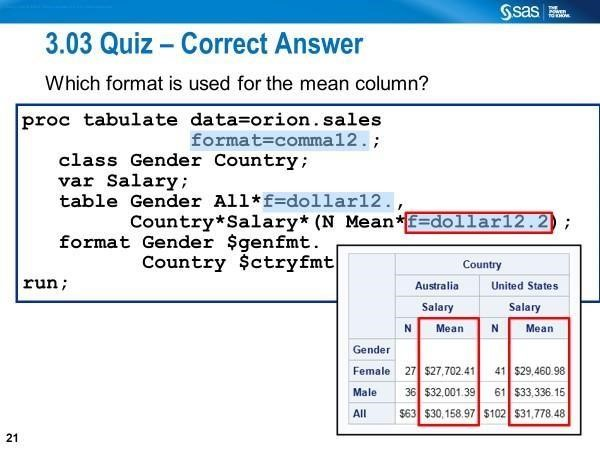 sas THE POWER TO KNOW.
3.03 Quiz – Correct Answer
Which format is used for the mean column?
proc tabulate data=orion.sales
format=comma12.;
class Gender Country;
var Salary;
table Gender All*f=dollar12.,
Country*Salary*(N Mean*f=dollar12.2);
format Gender $genfmt.
Country $ctryfmt
run;
Country
Australia United States
Salary Salary
N Mean N Mean
Gender
Female 27 $27,702.41 41 $29,460.98
Male 36 $32,001.39 61 $33,336.15
All $63 $30,158.97 $102 $31,778.48
21